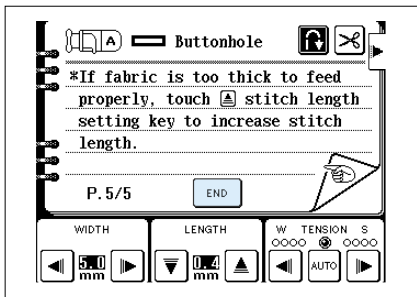 A Buttonhole
*If fabric is too thick to feed
properly, touch stitch length
setting key to increase stitch
length.
P.5/5 END
WIDTH LENGTH W TENSION S
5.0 mm 0.4 mm AUTO